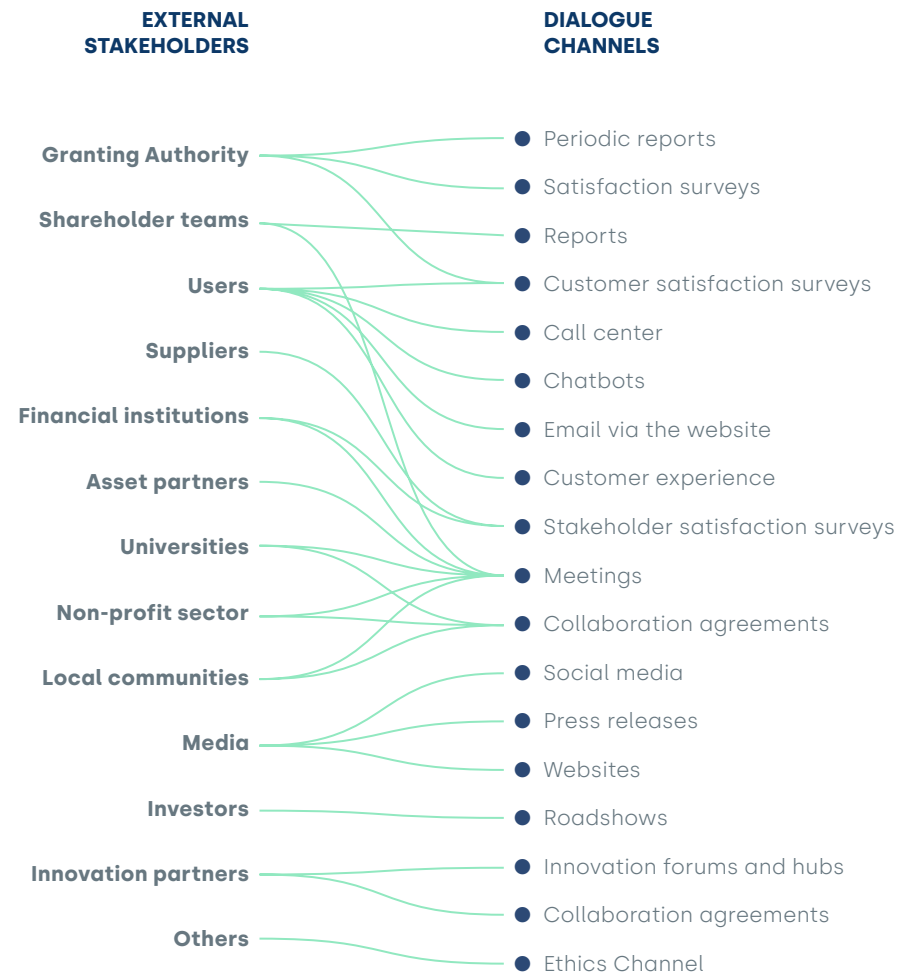 EXTERNAL
STAKEHOLDERS
Granting Authority
Shareholder teams
Users
Suppliers
Financial institutions
Asset partners
Universities
Non-profit sector
Local communities
Media
Investors
Innovation partners
Others
DIALOGUE
CHANNELS
Periodic reports
Satisfaction surveys
Reports
Customer satisfaction surveys
Call center
Chatbots
Email via the website
Customer experience
Stakeholder satisfaction surveys
Meetings
Collaboration agreements
Social media
Press releases
Websites
Roadshows
Innovation forums and hubs
Collaboration agreements
Ethics Channel